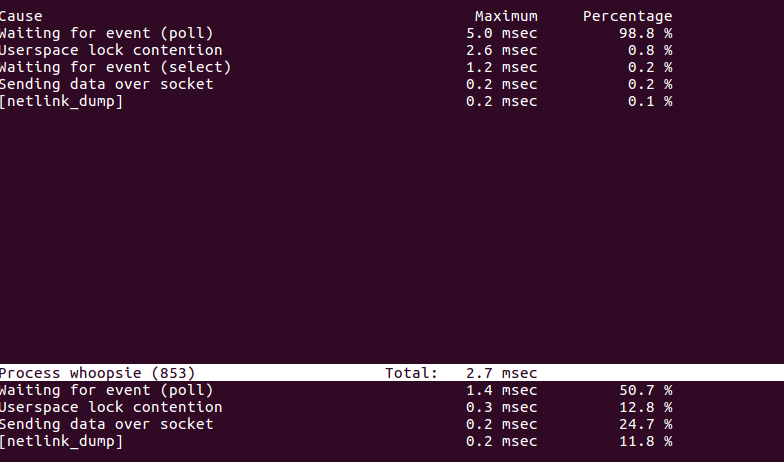 Cause Maximum Percentage
Waiting for event (poll) 5.0 msec 98.8 %
Userspace lock contention 2.6 msec 0.8 %
Waiting for event (select) 1.2 msec 0.2 %
Sending data over socket 0.2 msec 0.2 %
[netlink_dump] 0.2 msec 0.1 %
Process whoopsie (853) Total: 2.7 msec
Waiting for event (poll) 1.4 msec 50.7 %
Userspace lock contention 0.3 msec 12.8 %
Sending data over socket 0.2 msec 24.7 %
[netlink_dump] 0.2 msec 11.8 %